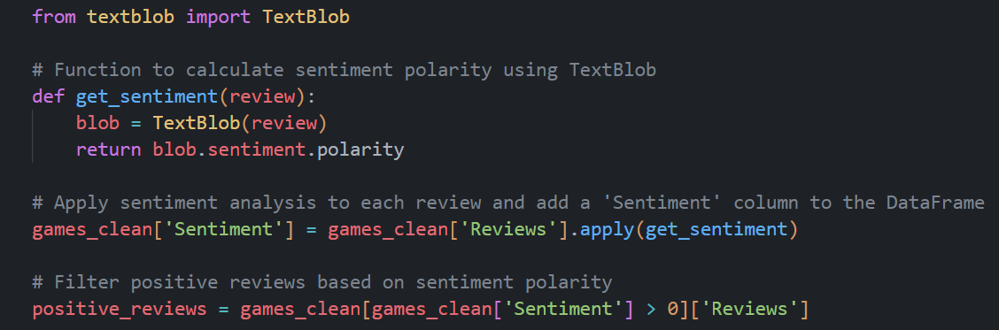 from textblob import TextBlob
# Function to calculate sentiment polarity using TextBlob
def get_sentiment(review):
    blob = TextBlob(review)
    return blob.sentiment.polarity
# Apply sentiment analysis to each review and add a 'Sentiment' column to the DataFrame
games_clean['Sentiment'] = games_clean['Reviews'].apply(get_sentiment)
# Filter positive reviews based on sentiment polarity
positive_reviews = games_clean[games_clean['Sentiment'] > 0]['Reviews']